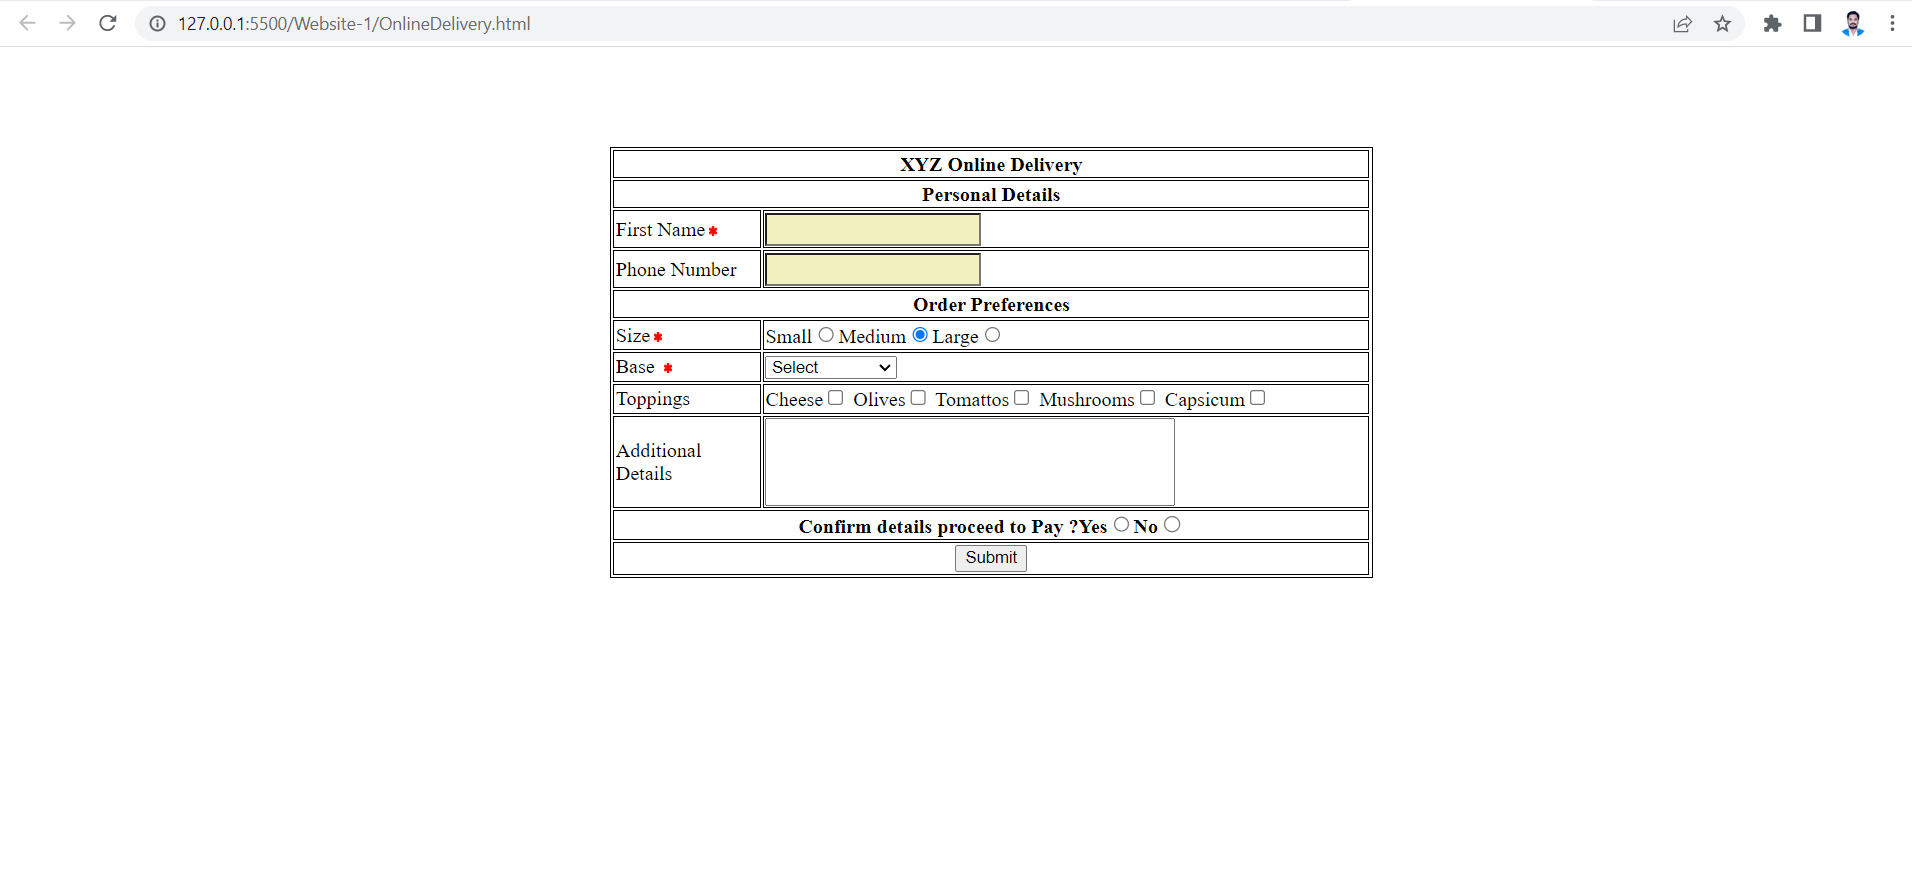 127.0.0.1:5500/Website-1/OnlineDelivery.html
XYZ Online Delivery
Personal Details
First Name*
Phone Number
Order Preferences
Size* Small Medium Large
Base * Select
Toppings Cheese Olives Tomattos Mushrooms Capsicum
Additional
Details
Confirm details proceed to Pay ?Yes No
Submit